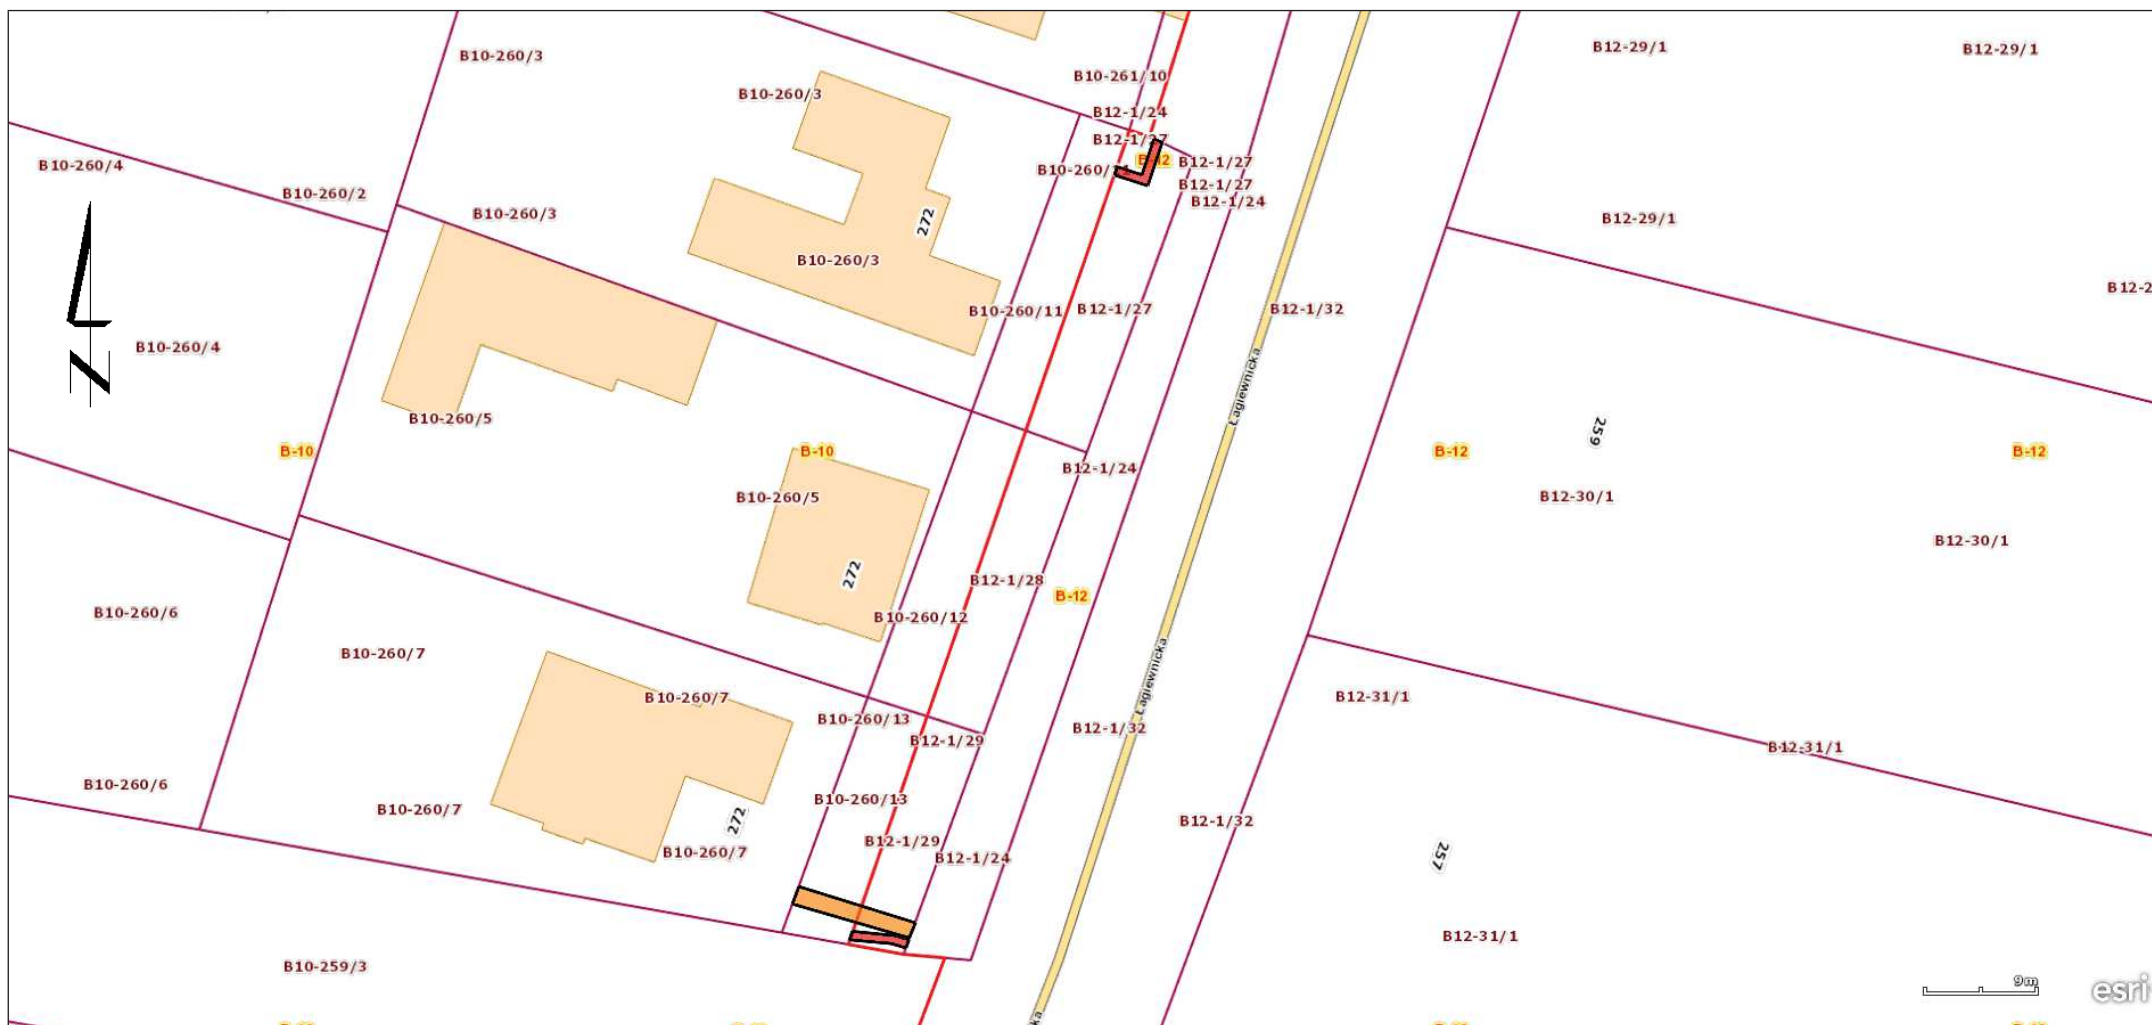 B12-29/1
B12-29/1
B10-260/3
B10-261/10
B10-260/3
B12-1/24
B12-1/27
B-12
B12-1/27
B10-260/4
B10-260/
B12-1/27
B10-260/2
B12-1/24
B10-260/3
B12-29/1
272
B10-260/3
B12-2
B10-260/11
B12-1/27
B12-1/32
B10-260/4
Łagiewnicka
N
B10-260/5
259
B-10
B-10
B-12
B-12
B12-1/24
B10-260/5
B12-30/1
B12-30/1
272
B12-1/28
B-12
B10-260/6
B10-260/12
B10-260/7
Łagiewnicka
B10-260/7
B12-31/1
B10-260/13
B12-1/32
B12-1/29
B12-31/1
B10-260/6
B10-260/13
B10-260/7
272
B12-1/32
B12-1/29
B10-260/7
B12-1/24
257
B12-31/1
B10-259/3
9m
esri
ka